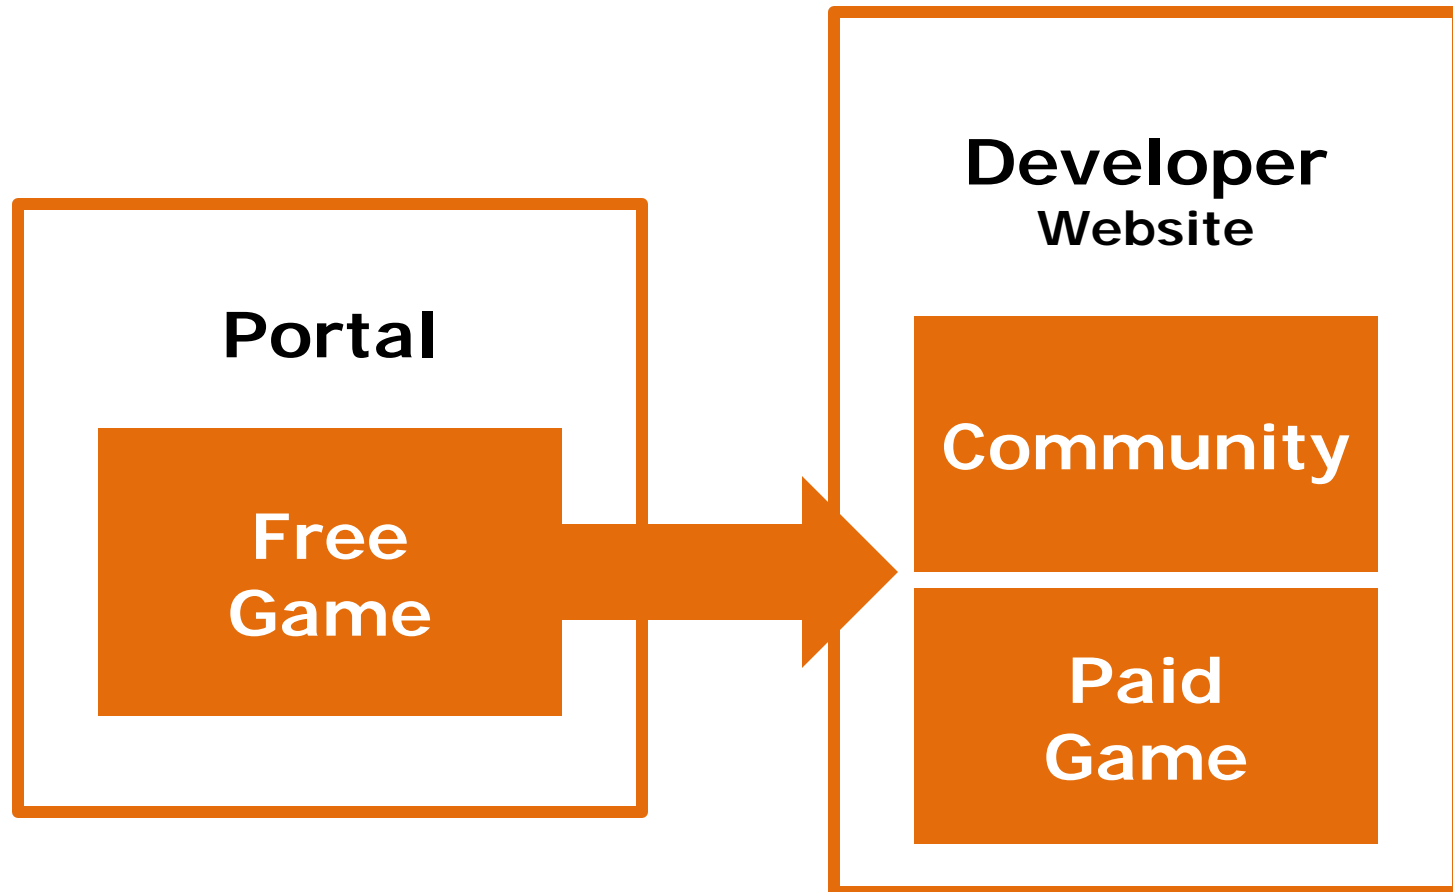 Portal
Free
Game
Developer
Website
Community
Paid
Game